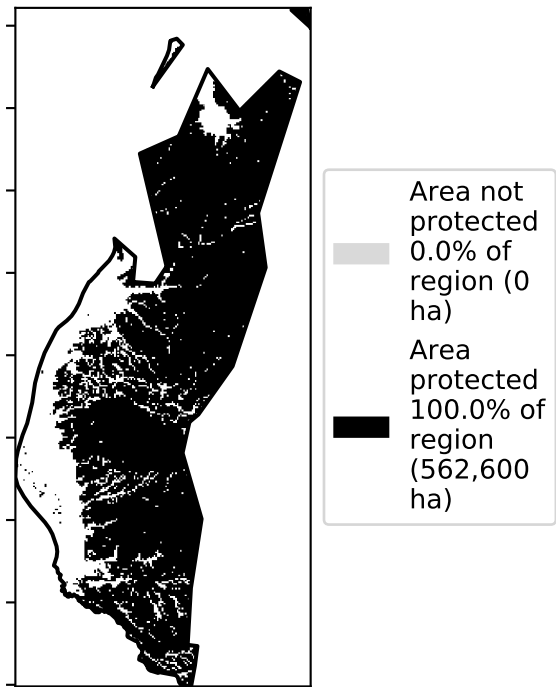 Area not
protected
0.0% of
region (0
ha)
Area
protected
100.0% of
region
(562,600
ha)